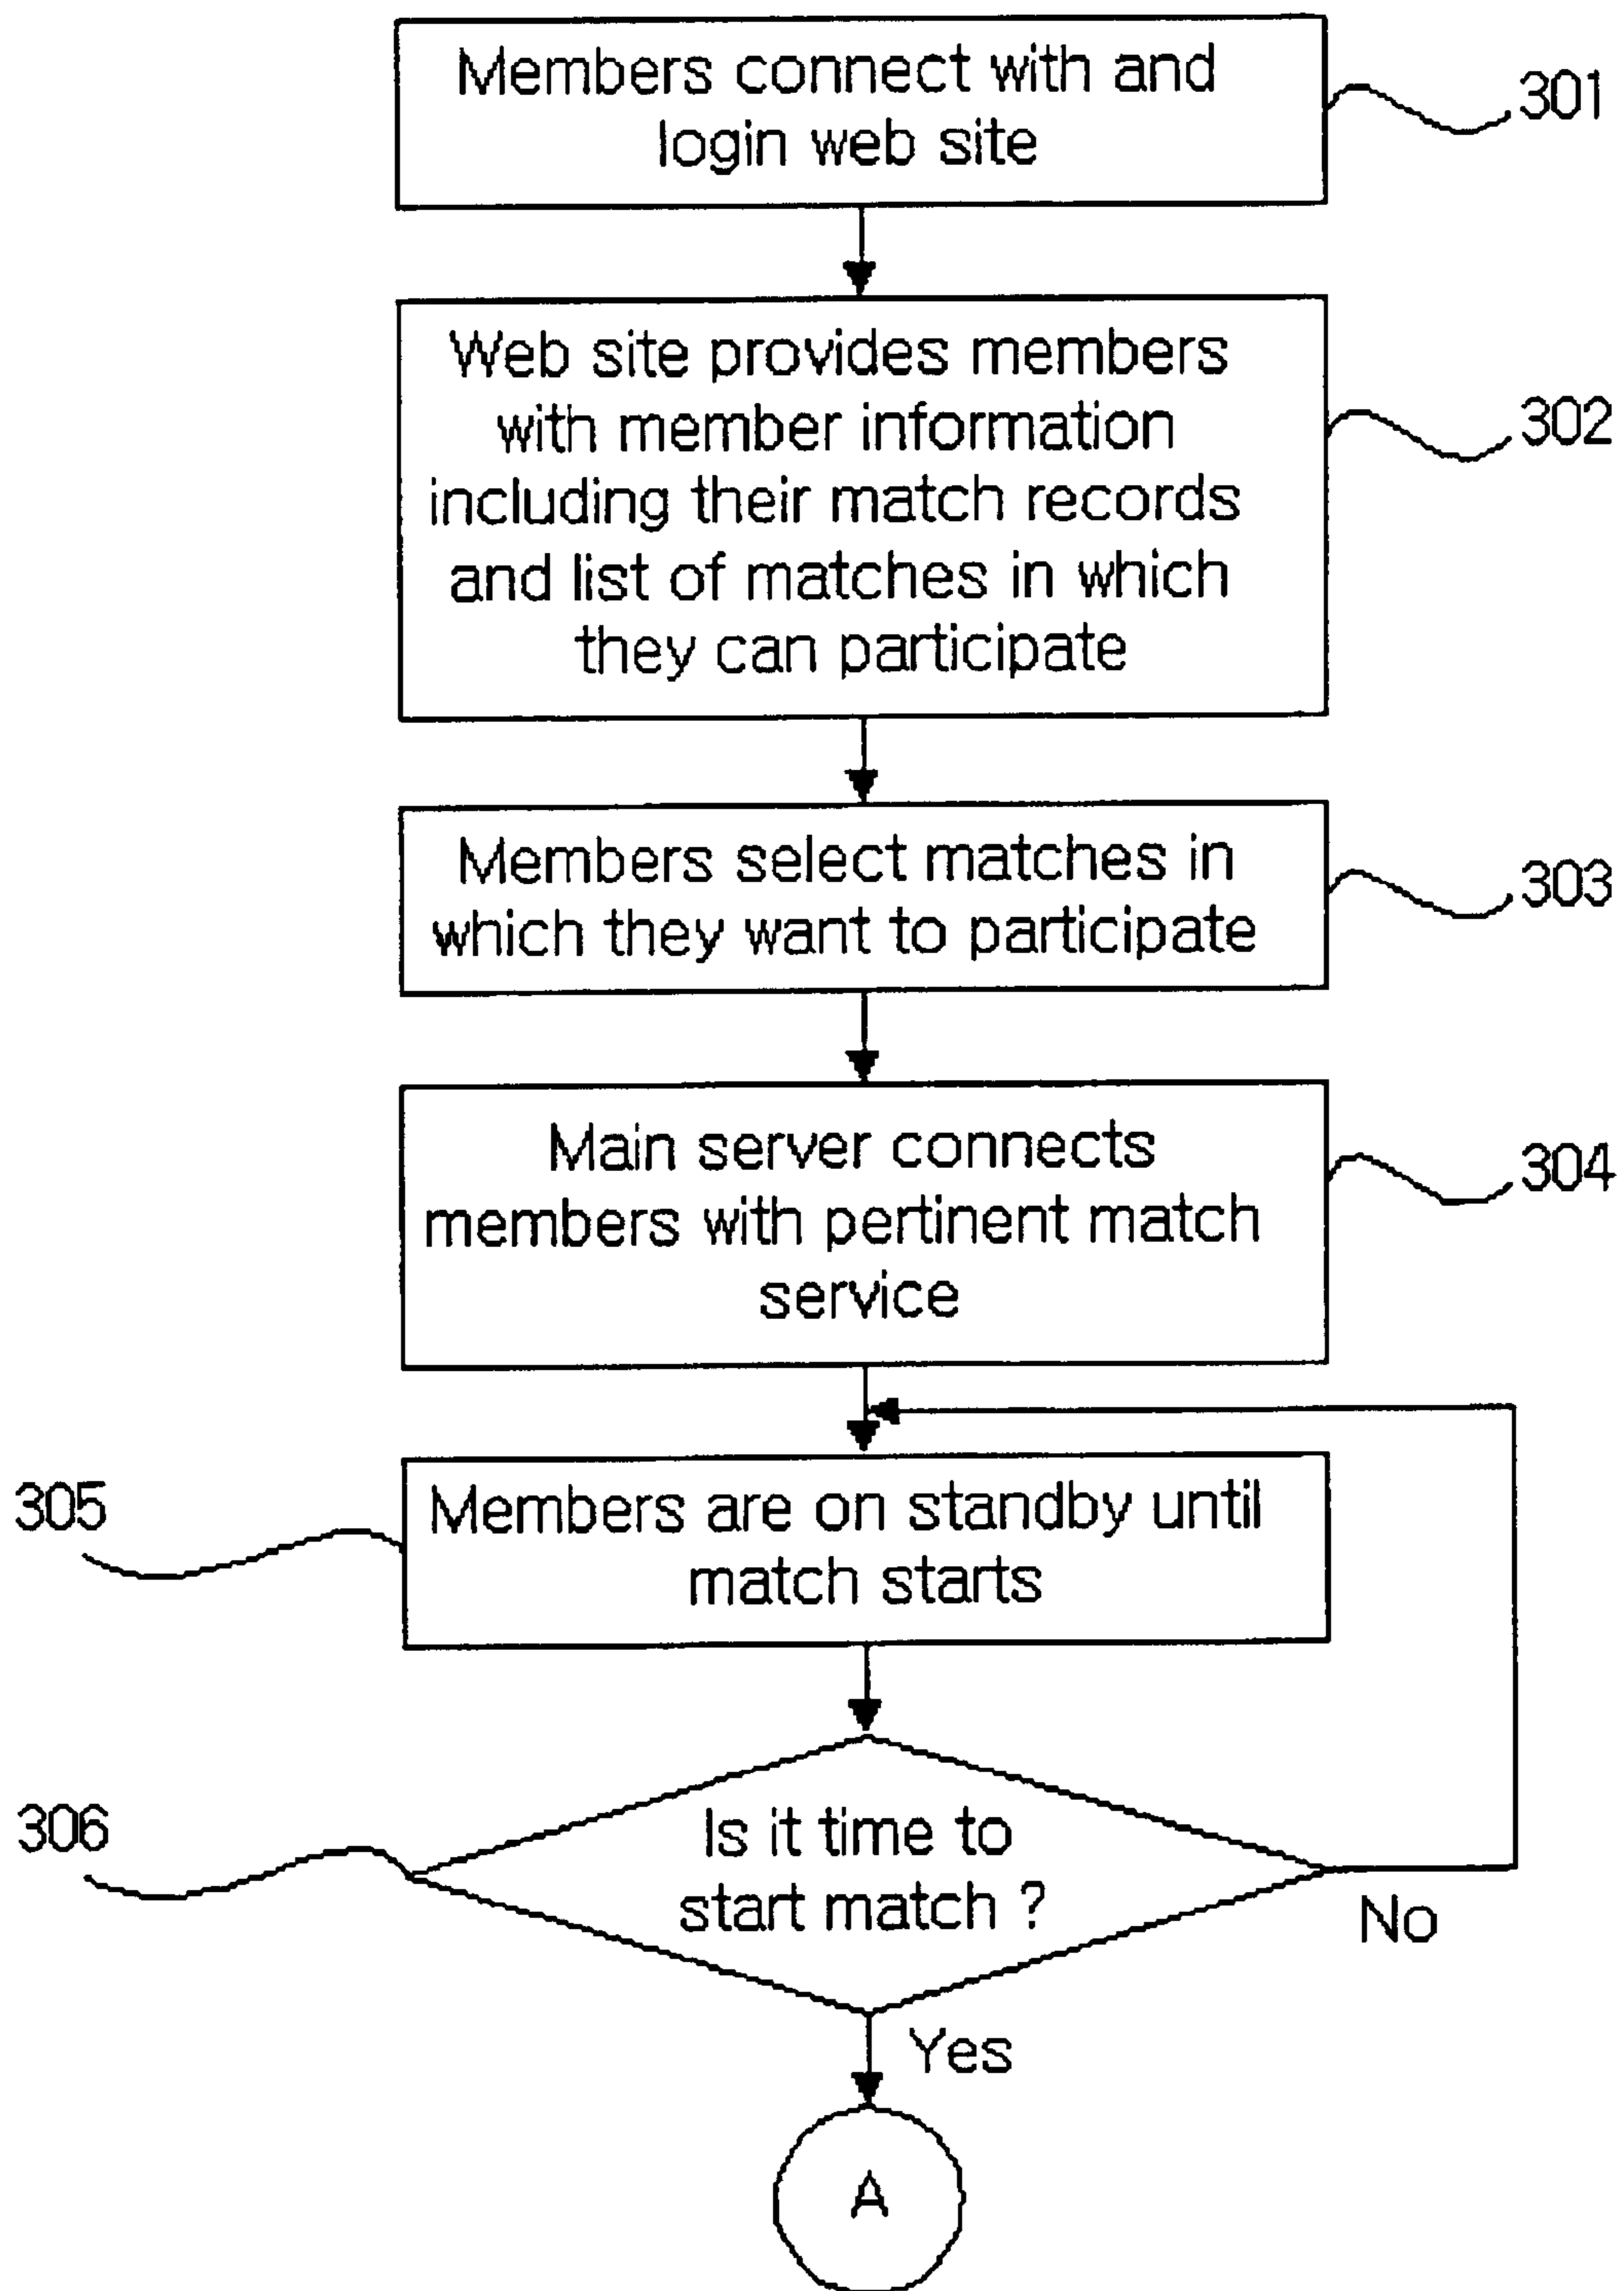 Members connect with and
login web site
301
Web site provides members
with member information
including their match records
and list of matches in which
they can participate
302
Members select matches in
which they want to participate
303
Main server connects
members with pertinent match
service
304
305
Members are on standby until
match starts
306
Is it time to
start match ?
No
Yes
A